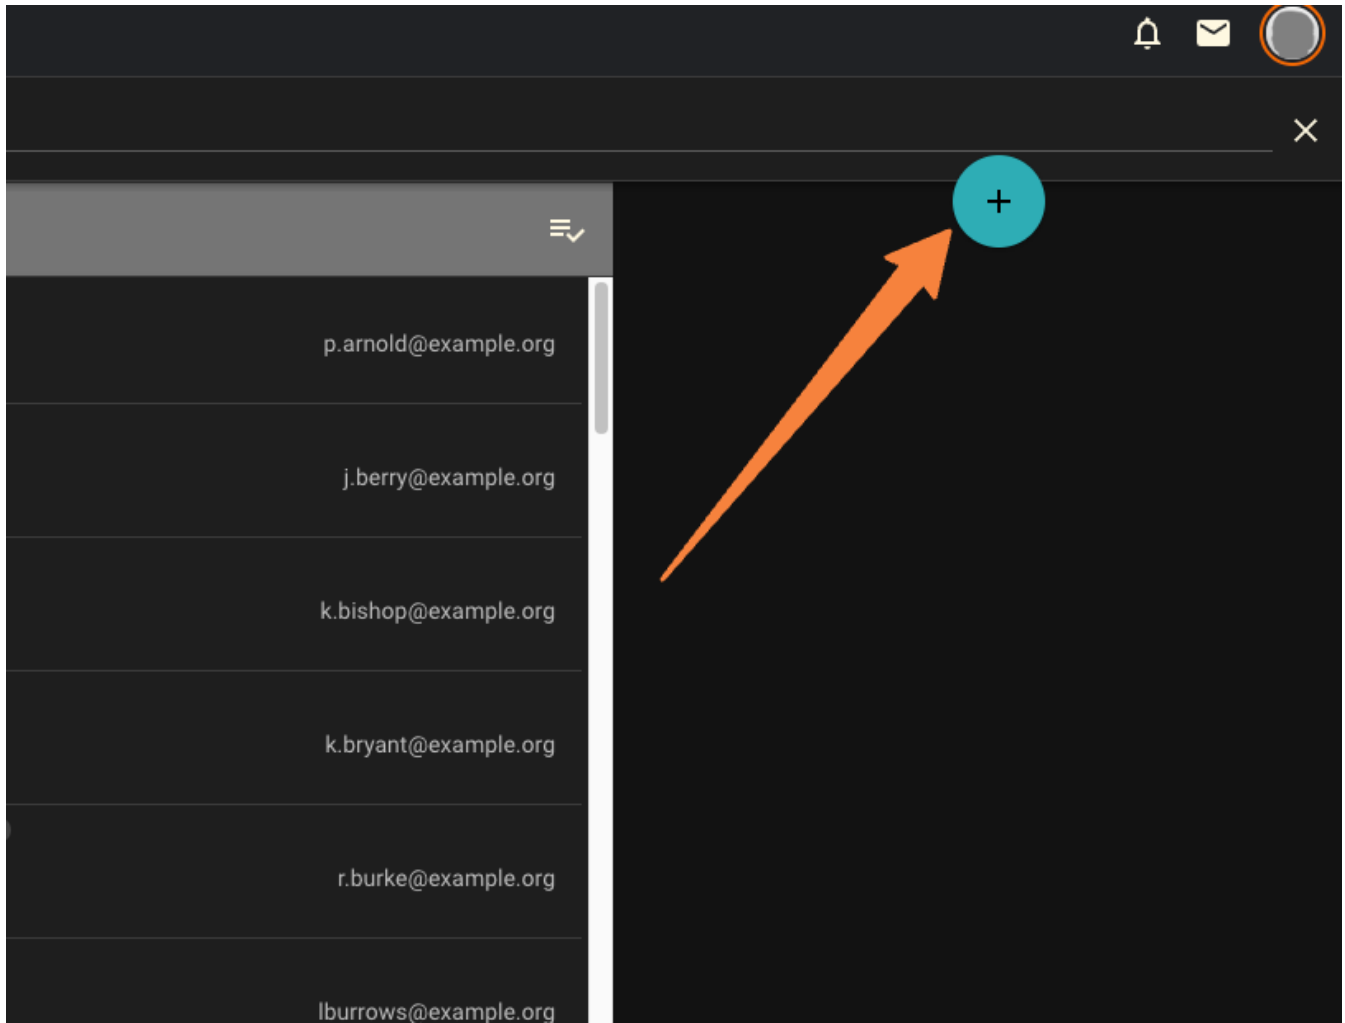 p.arnold@example.org
j.berry@example.org
k.bishop@example.org
k.bryant@example.org
r.burke@example.org
lburrows@example.org